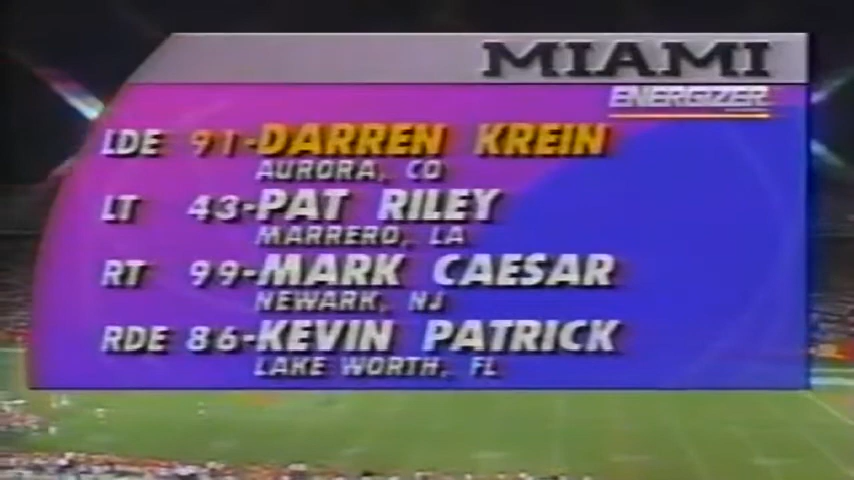 MIAMI
ENERGIZER
LDE 91-DARREN KREIN
AURORA, CO
LT 43-PAT RILEY
MARRERO, LA
RT 99-MARK CAESAR
NEWARK, NJ
RDE 86-KEVIN PATRICK
LAKE WORTH, FL